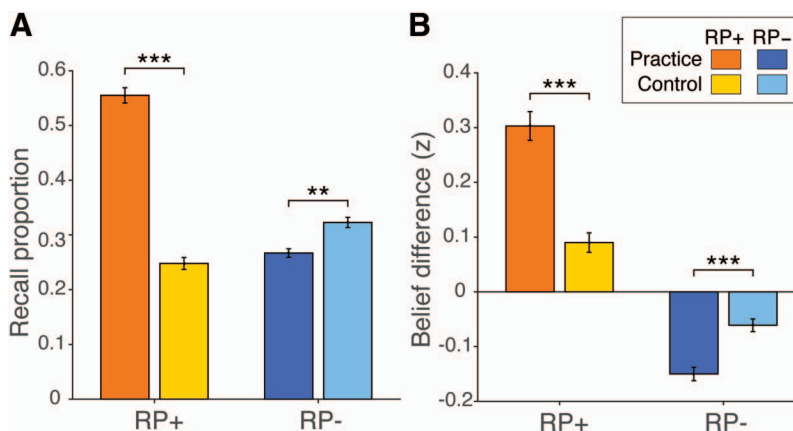 A
Recall proportion
0.6
0.5
0.4
0.3
0.2
0.1
0
***
**
RP+ RP-
B
RP+ RP-
Practice
Control
Belief difference (z)
0.4
0.3
0.2
0.1
0
-0.1
-0.2
***
***
RP+ RP-